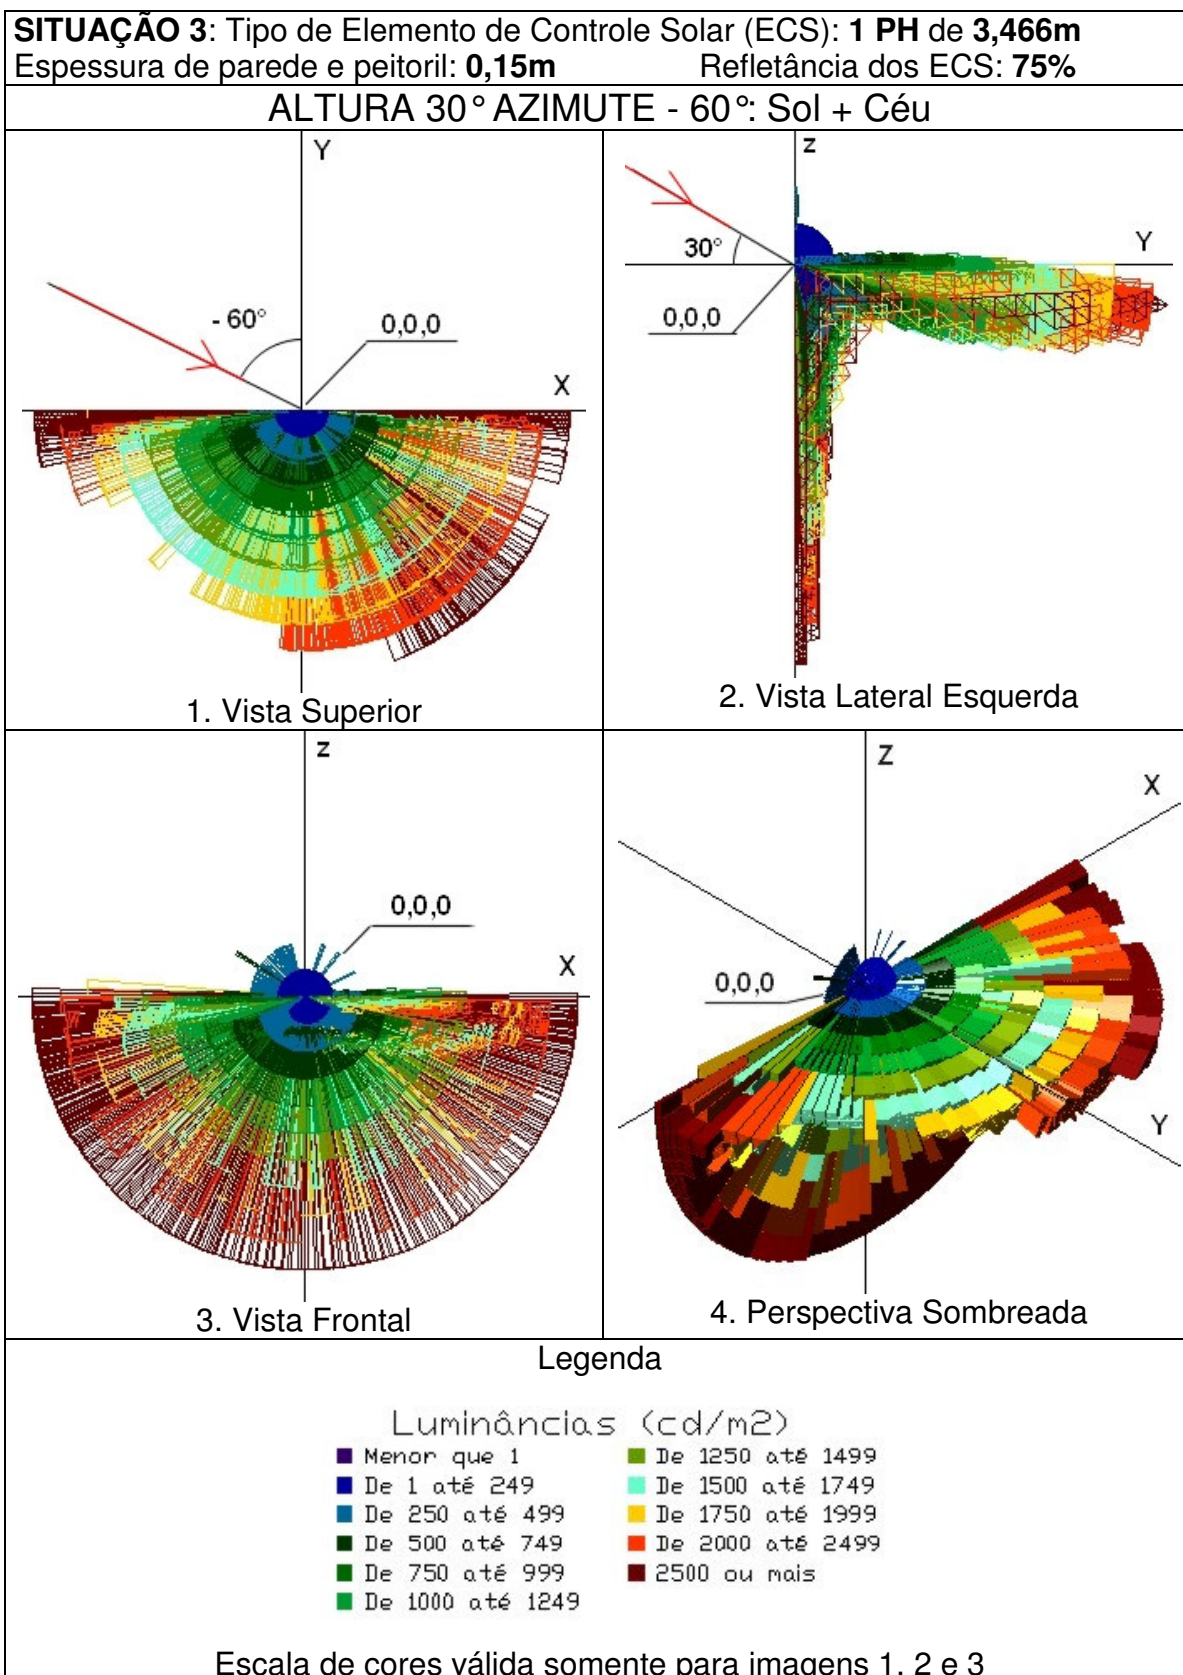 SITUAÇÃO 3: Tipo de Elemento de Controle Solar (ECS): 1 PH de 3,466m
Espessura de parede e peitoril: 0,15m Refletância dos ECS: 75%
ALTURA 30° AZIMUTE - 60°: Sol + Céu
Y
- 60°
0,0,0
X
1. Vista Superior
z
30°
Y
0,0,0
2. Vista Lateral Esquerda
z
0,0,0
X
3. Vista Frontal
Z
X
0,0,0
Y
4. Perspectiva Sombreada
Legenda
Luminâncias (cd/m2)
Menor que 1
De 1 até 249
De 250 até 499
De 500 até 749
De 750 até 999
De 1000 até 1249
De 1250 até 1499
De 1500 até 1749
De 1750 até 1999
De 2000 até 2499
2500 ou mais
Escala de cores válida somente para imagens 1, 2 e 3